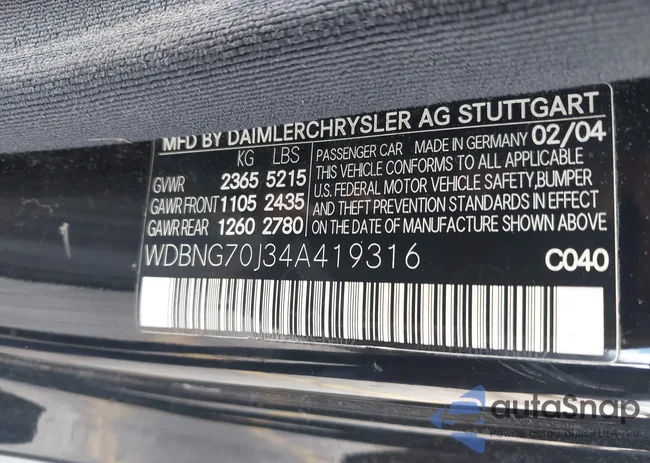 MFD BY DAIMLERCHRYSLER AG STUTTGART
KG LBS
GVWR 2365 5215
GAWR FRONT 1105 2435
GAWR REAR 1260 2780
PASSENGER CAR MADE IN GERMANY 02/04
THIS VEHICLE CONFORMS TO ALL APPLICABLE
U.S. FEDERAL MOTOR VEHICLE SAFETY, BUMPER
AND THEFT PREVENTION STANDARDS IN EFFECT
ON THE DATE OF MANUFACTURE SHOWN ABOVE
WDBNG70J34A419316
C040
autoSnap